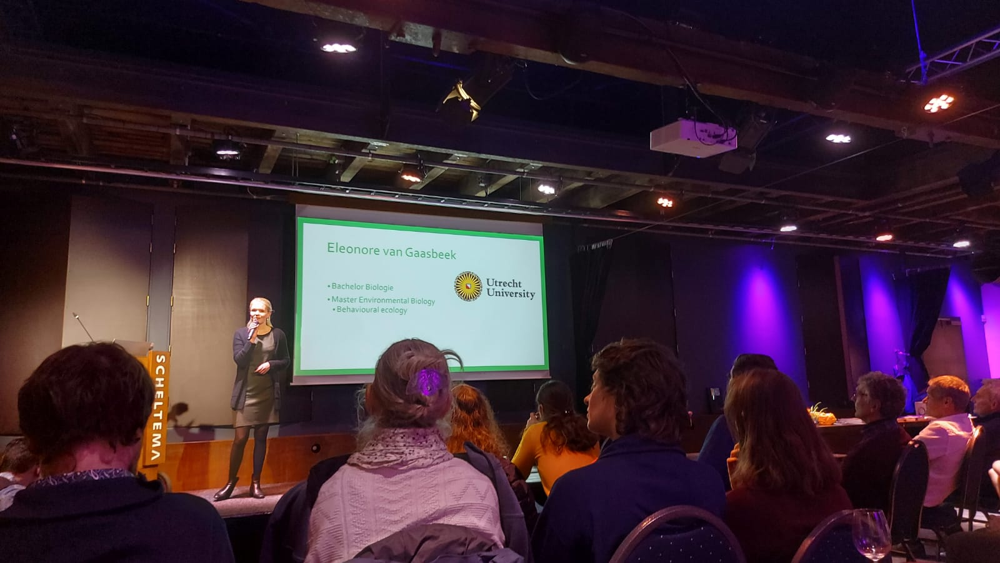 Eleonore van Gaasbeek
• Bachelor Biologie
• Master Environmental Biology
• Behavioural ecology
Utrecht
University
SCHELTEMA